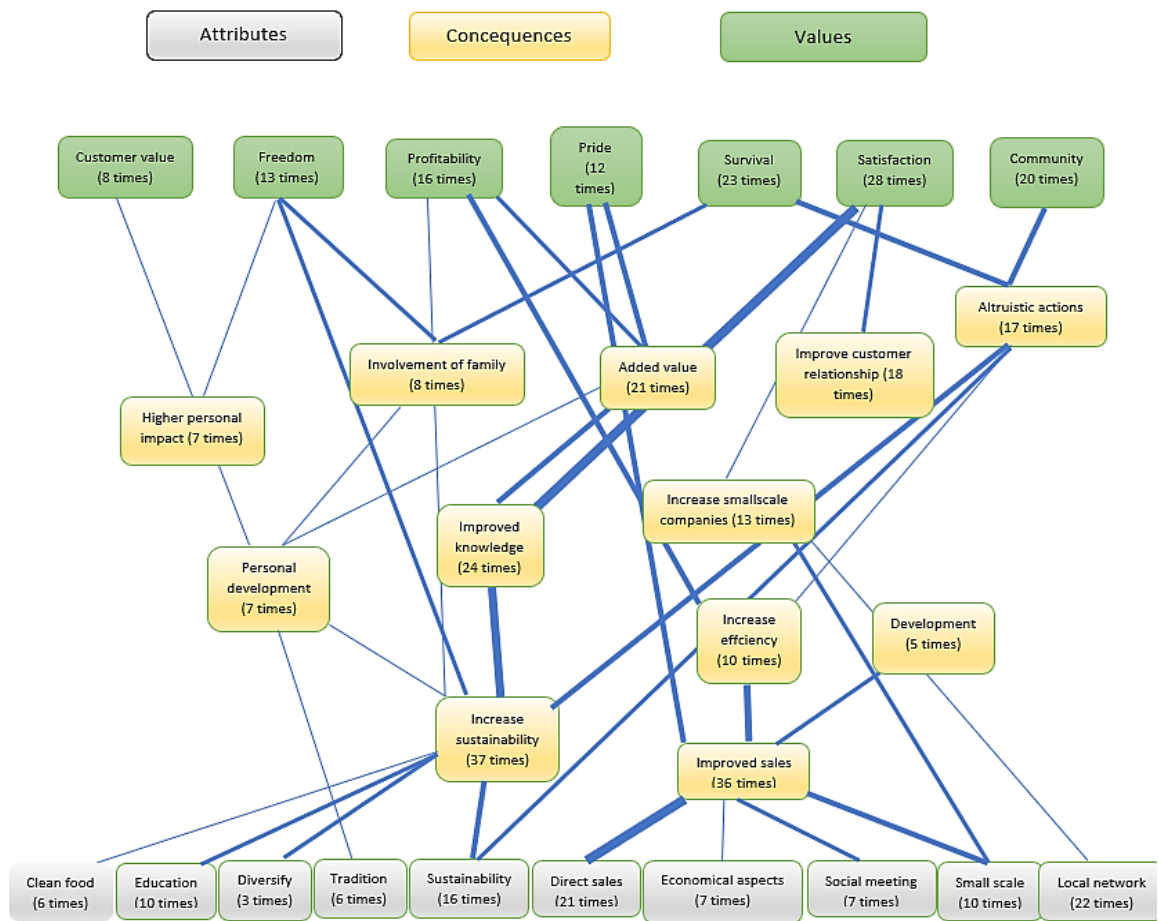 Attributes
Concequences
Values
Customer value
(8 times)
Freedom
(13 times)
Profitability
(16 times)
Pride
(12
times)
Survival
(23 times)
Satisfaction
(28 times)
Community
(20 times)
Altruistic actions
(17 times)
Involvement of family
(8 times)
Added value
(21 times)
Improve customer
relationship (18
times)
Higher personal
impact (7 times)
Increase smallscale
companies (13 times)
Improved
knowledge
(24 times)
Personal
development
(7 times)
Increase
effciency
(10 times)
Development
(5 times)
Increase
sustainability
(37 times)
Improved sales
(36 times)
Clean food
(6 times)
Education
(10 times)
Diversify
(3 times)
Tradition
(6 times)
Sustainability
(16 times)
Direct sales
(21 times)
Economical aspects
(7 times)
Social meeting
(7 times)
Small scale
(10 times)
Local network
(22 times)